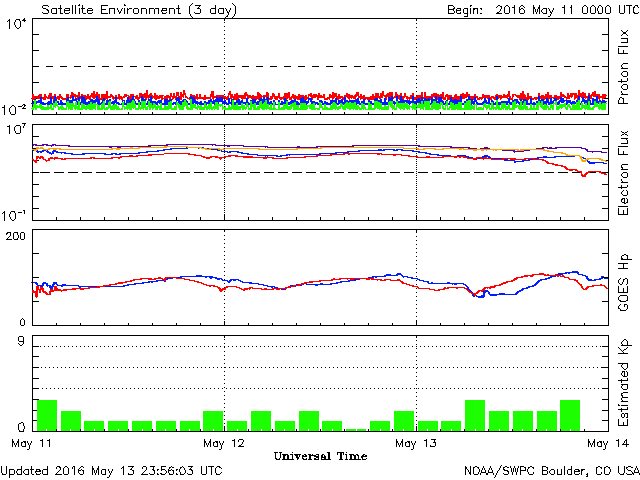 Satellite Environment (3 day)
Begin: 2016 May 11 0000 UTC
10⁴
10⁻²
Proton Flux
10⁷
10⁻¹
Electron Flux
200
0
GOES Hp
9
0
Estimated Kp
May 11
May 12
May 13
May 14
Universal Time
Updated 2016 May 13 23:56:03 UTC
NOAA/SWPC Boulder, CO USA